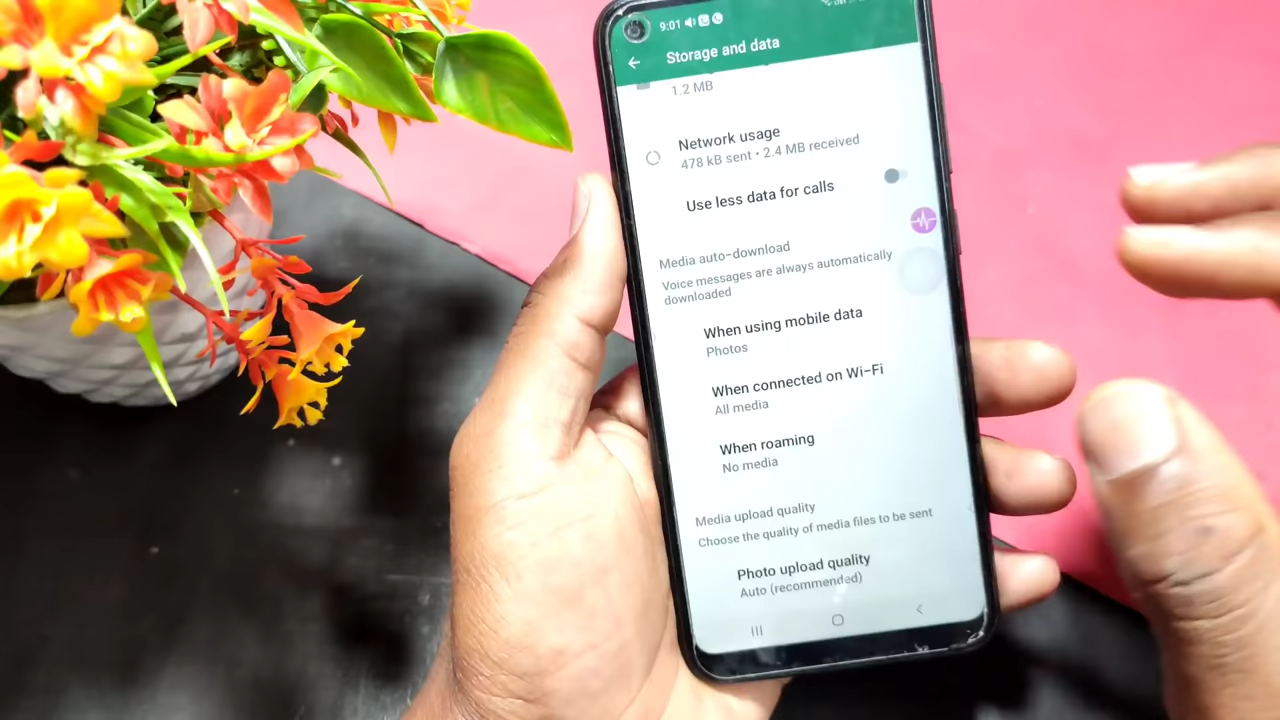 9:01
Storage and data
1.2 MB
Network usage
478 kB sent • 2.4 MB received
Use less data for calls
Media auto-download
Voice messages are always automatically
downloaded
When using mobile data
Photos
When connected on Wi-Fi
All media
When roaming
No media
Media upload quality
Choose the quality of media files to be sent
Photo upload quality
Auto (recommended)